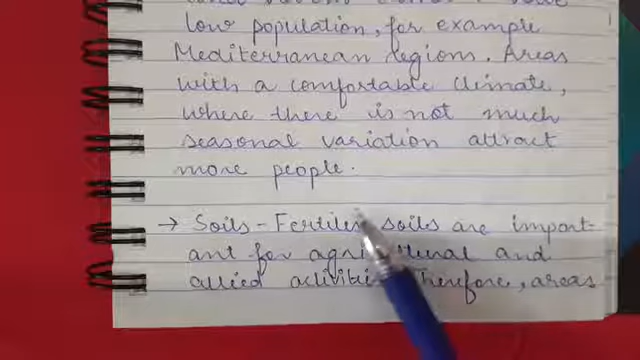 low population, for example
Mediterranean regions. Areas
with a comfortable climate,
where there is not much
seasonal variation attract
more people.
→ Soils - Fertile soils are import-
ant for agricultural and
allied activities. Therefore, areas